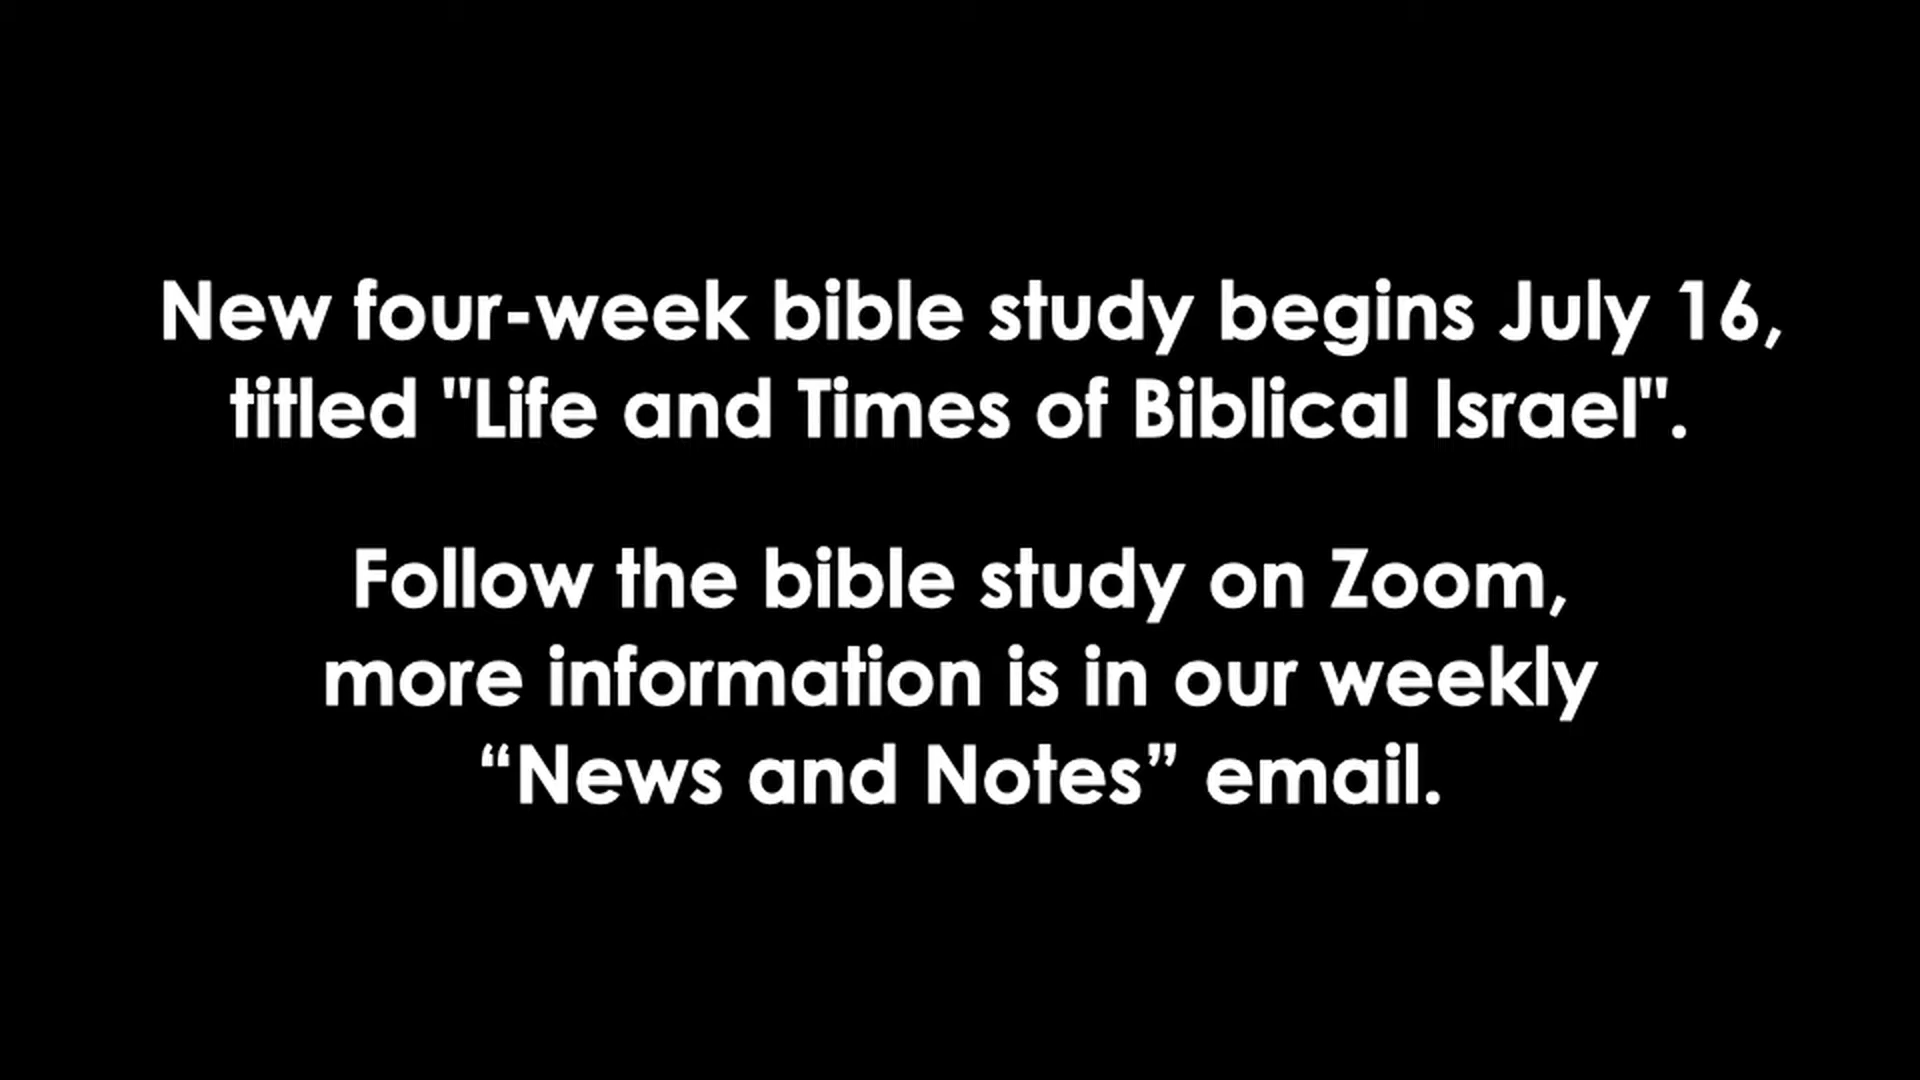 New four-week bible study begins July 16,
titled "Life and Times of Biblical Israel".
Follow the bible study on Zoom,
more information is in our weekly
“News and Notes” email.